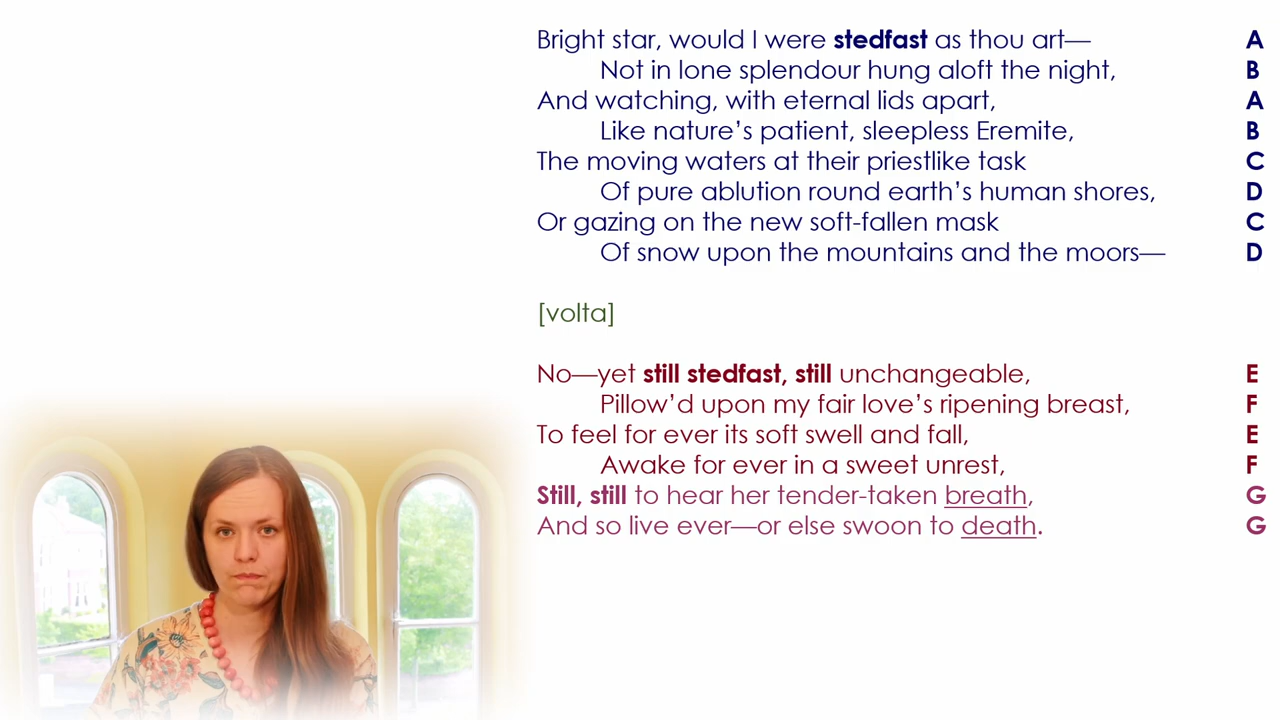 Bright star, would I were stedfast as thou art— A
Not in lone splendour hung aloft the night, B
And watching, with eternal lids apart, A
Like nature’s patient, sleepless Eremite, B
The moving waters at their priestlike task C
Of pure ablution round earth’s human shores, D
Or gazing on the new soft-fallen mask C
Of snow upon the mountains and the moors— D
[volta]
No—yet still stedfast, still unchangeable, E
Pillow’d upon my fair love’s ripening breast, F
To feel for ever its soft swell and fall, E
Awake for ever in a sweet unrest, F
Still, still to hear her tender-taken breath, G
And so live ever—or else swoon to death. G